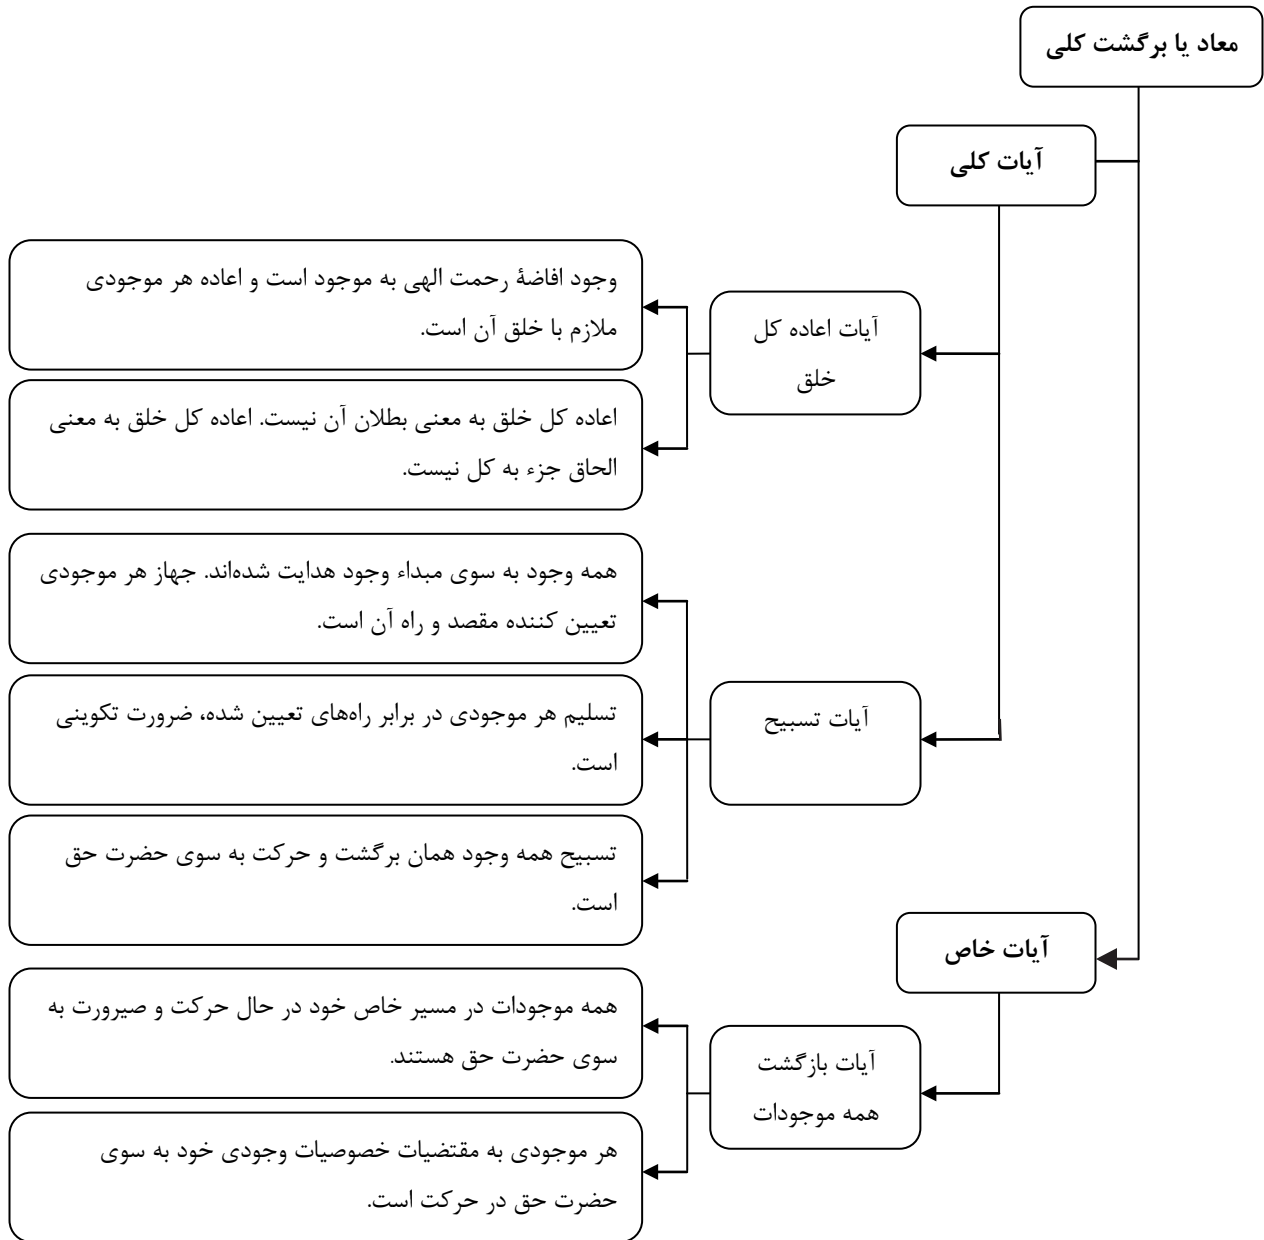 معاد یا برگشت کلی
آیات کلی
آیات اعاده کل
خلق
وجود افاضۀ رحمت الهی به موجود است و اعاده هر موجودی
ملازم با خلق آن است.
اعاده کل خلق به معنی بطلان آن نیست. اعاده کل خلق به معنی
الحاق جزء به کل نیست.
آیات تسبیح
همه وجود به سوی مبداء وجود هدایت شده‌اند. جهاز هر موجودی
تعیین کننده مقصد و راه آن است.
تسلیم هر موجودی در برابر راه‌های تعیین شده، ضرورت تکوینی
است.
تسبیح همه وجود همان برگشت و حرکت به سوی حضرت حق
است.
آیات خاص
آیات بازگشت
همه موجودات
همه موجودات در مسیر خاص خود در حال حرکت و صیرورت به
سوی حضرت حق هستند.
هر موجودی به مقتضیات خصوصیات وجودی خود به سوی
حضرت حق در حرکت است.